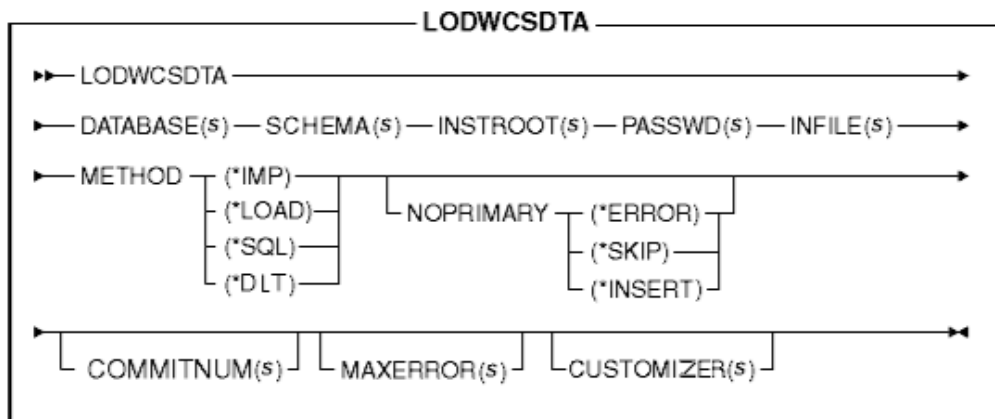 LODWCSDTA
LODWCSDTA
DATABASE(s) SCHEMA(s) INSTROOT(s) PASSWD(s) INFILE(s)
METHOD (*IMP)
(*LOAD)
(*SQL)
(*DLT)
NOPRIMARY (*ERROR)
(*SKIP)
(*INSERT)
COMMITNUM(s) MAXERROR(s) CUSTOMIZER(s)